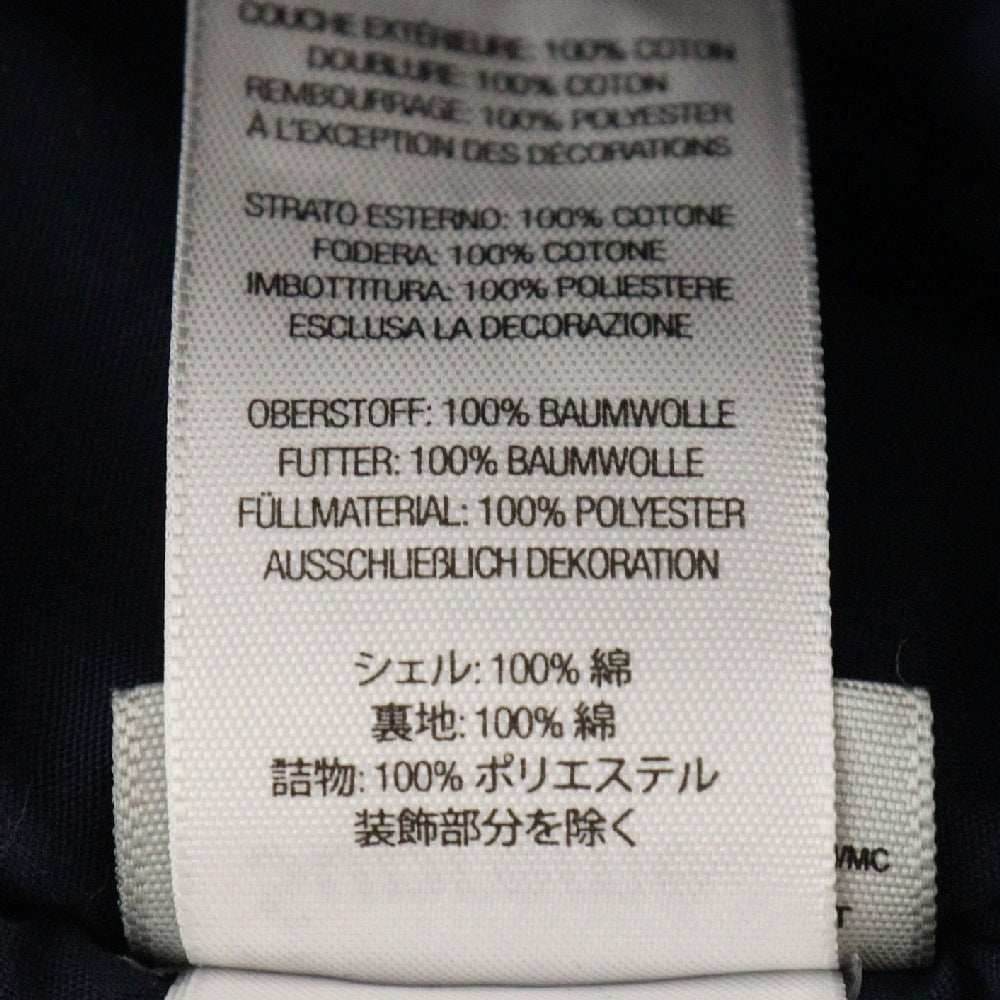 COUCHE EXTÉRIEURE: 100% COTON
DOUBLURE: 100% COTON
REMBOURRAGE: 100% POLYESTER
À L'EXCEPTION DES DÉCORATIONS
STRATO ESTERNO: 100% COTONE
FODERA: 100% COTONE
IMBOTTITURA: 100% POLIESTERE
ESCLUSA LA DECORAZIONE
OBERSTOFF: 100% BAUMWOLLE
FUTTER: 100% BAUMWOLLE
FÜLLMATERIAL: 100% POLYESTER
AUSSCHLIEßLICH DEKORATION
シェル: 100% 綿
裏地: 100% 綿
詰物: 100% ポリエステル
装飾部分を除く
/MC
T